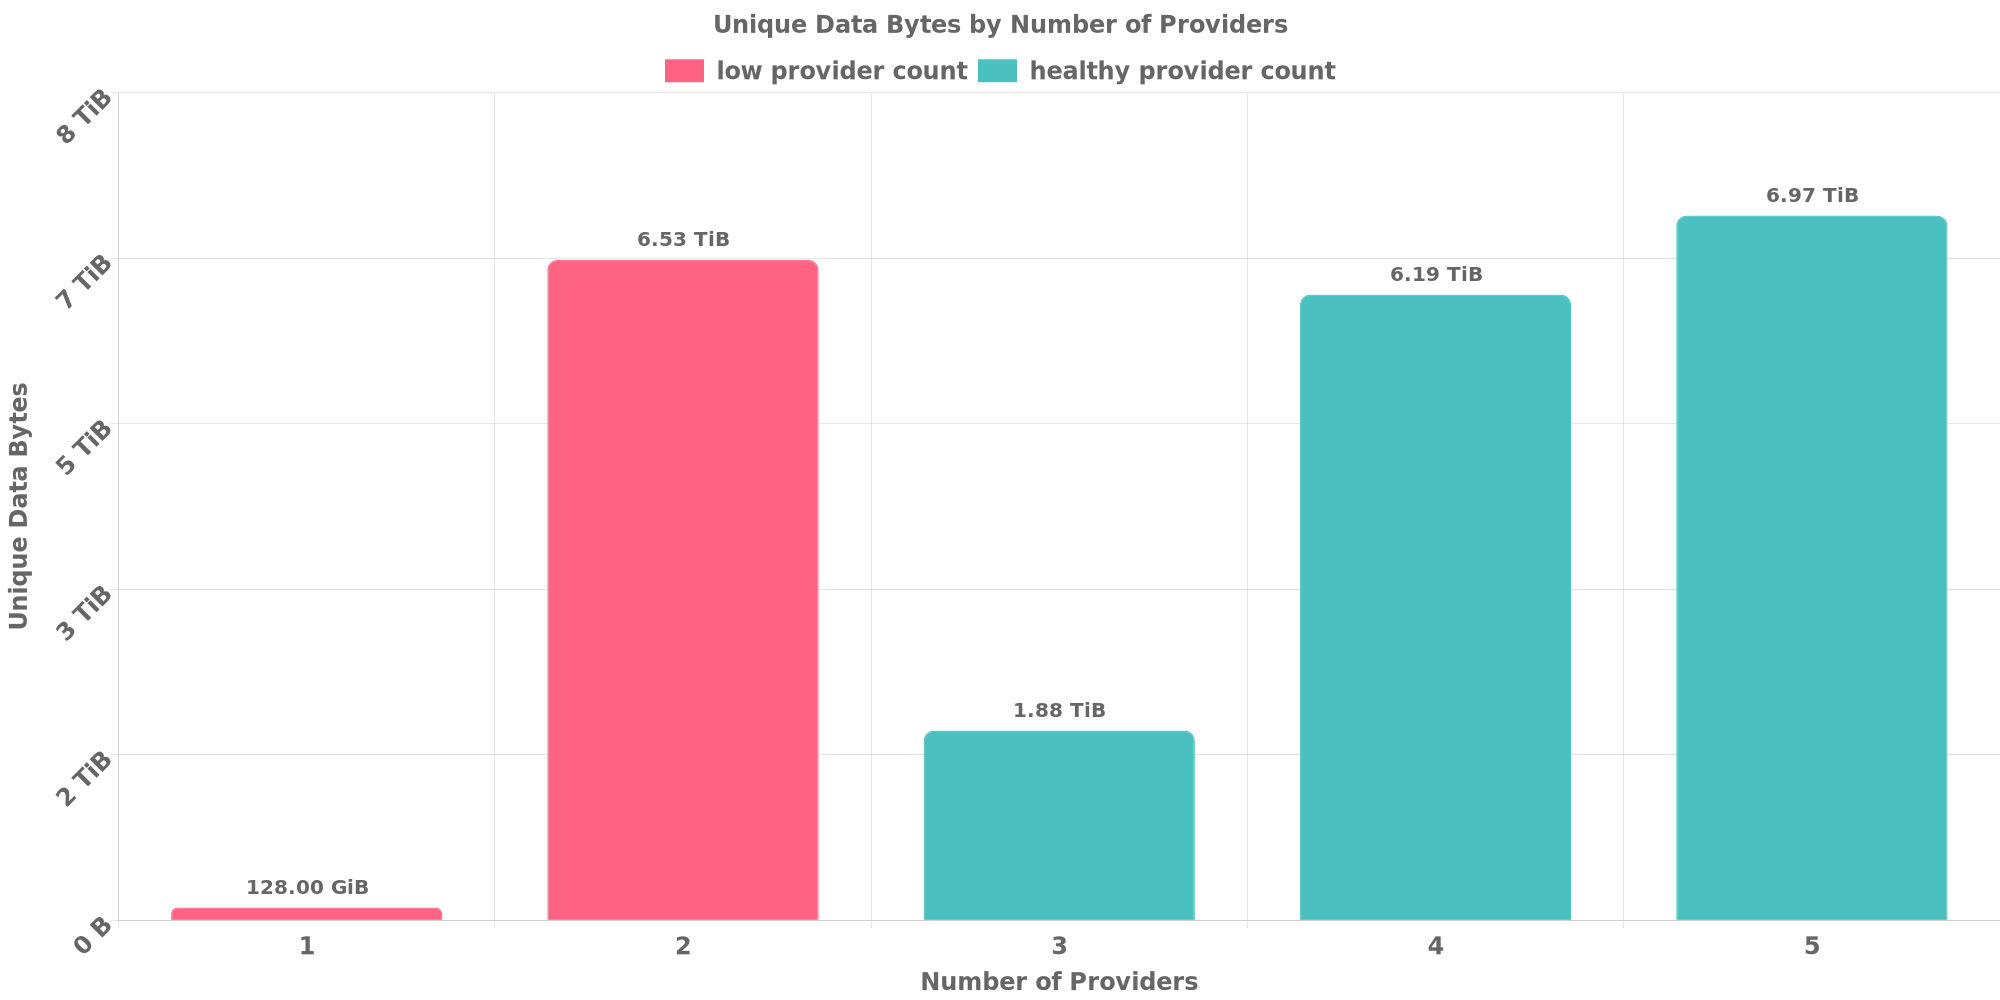 Unique Data Bytes by Number of Providers
low provider count healthy provider count
8 TiB
7 TiB
5 TiB
3 TiB
2 TiB
0 B
Unique Data Bytes
128.00 GiB
6.53 TiB
1.88 TiB
6.19 TiB
6.97 TiB
1 2 3 4 5
Number of Providers